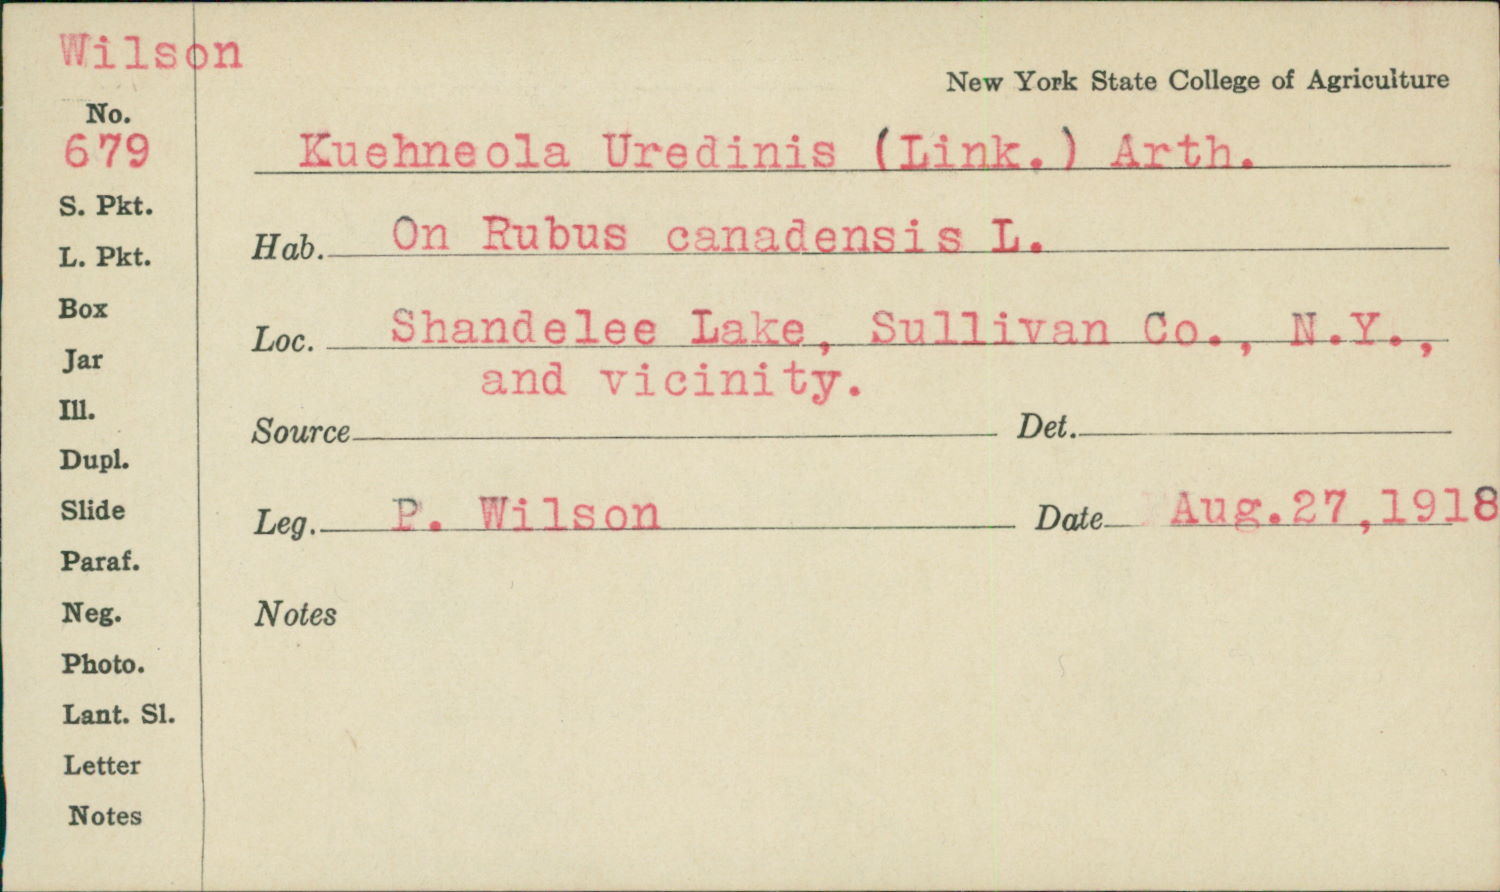 Wilson
New York State College of Agriculture
No.
679
Kuehneola Uredinis (Link.) Arth.
S. Pkt.
Hab. On Rubus canadensis L.
L. Pkt.
Box
Loc. Shandelee Lake, Sullivan Co., N.Y.,
and vicinity.
Jar
Ill.
Source Det.
Dupl.
Slide
Leg. P. Wilson Date Aug.27,1918
Paraf.
Neg.
Notes
Photo.
Lant. Sl.
Letter
Notes